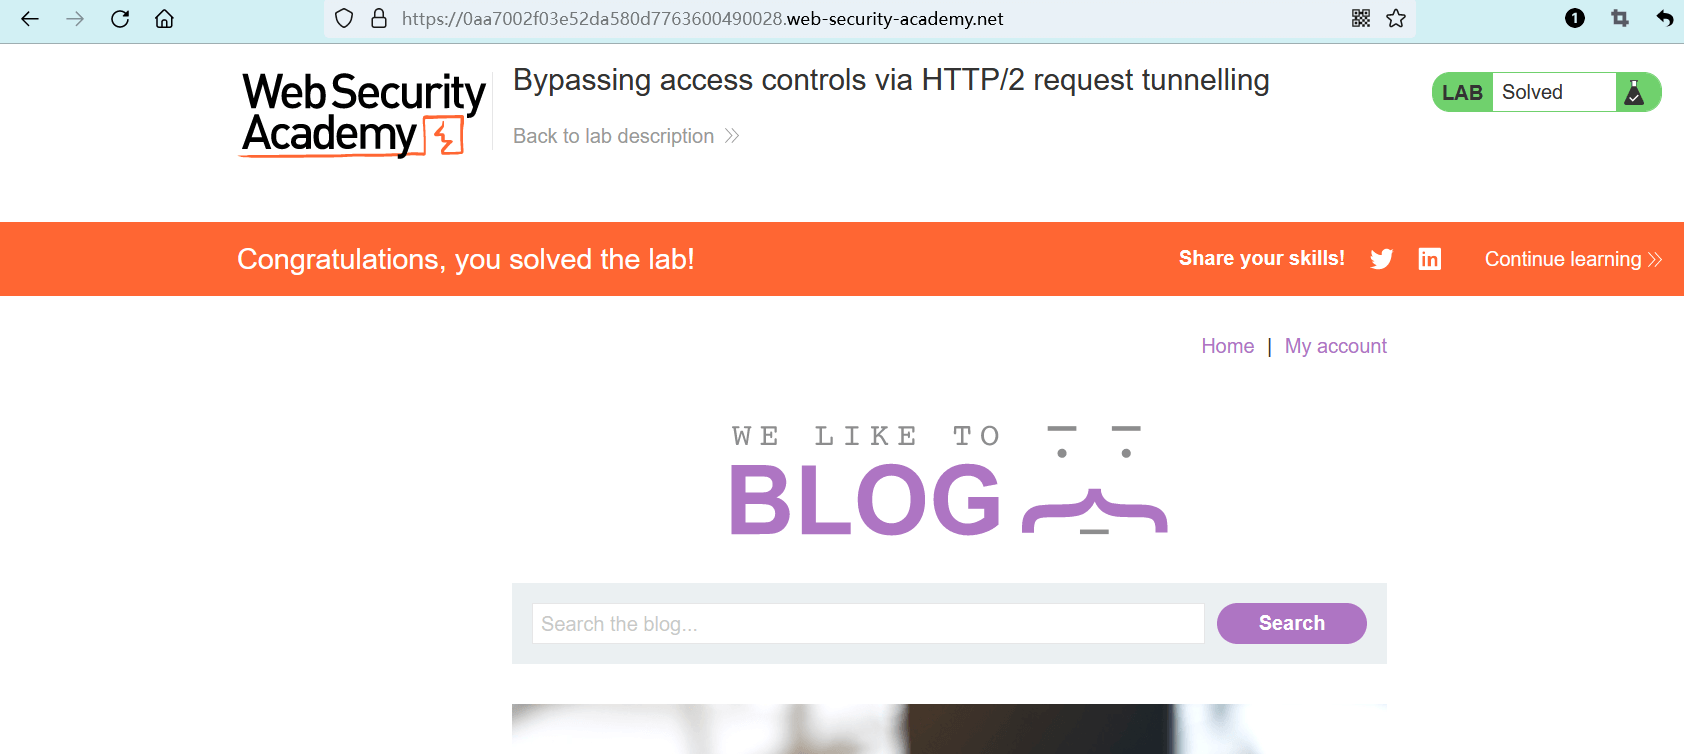 https://0aa7002f03e52da580d7763600490028.web-security-academy.net
1
Web Security
Academy
Bypassing access controls via HTTP/2 request tunnelling
Back to lab description
LAB Solved
Congratulations, you solved the lab!
Share your skills!
in
Continue learning
Home | My account
WE LIKE TO
BLOG
Search the blog...
Search